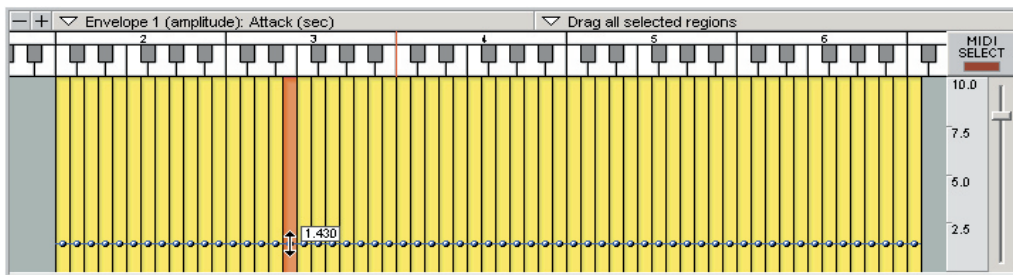 − + Envelope 1 (amplitude): Attack (sec) Drag all selected regions
2 3 4 5 6 MIDI SELECT
10.0
7.5
5.0
1.430 2.5